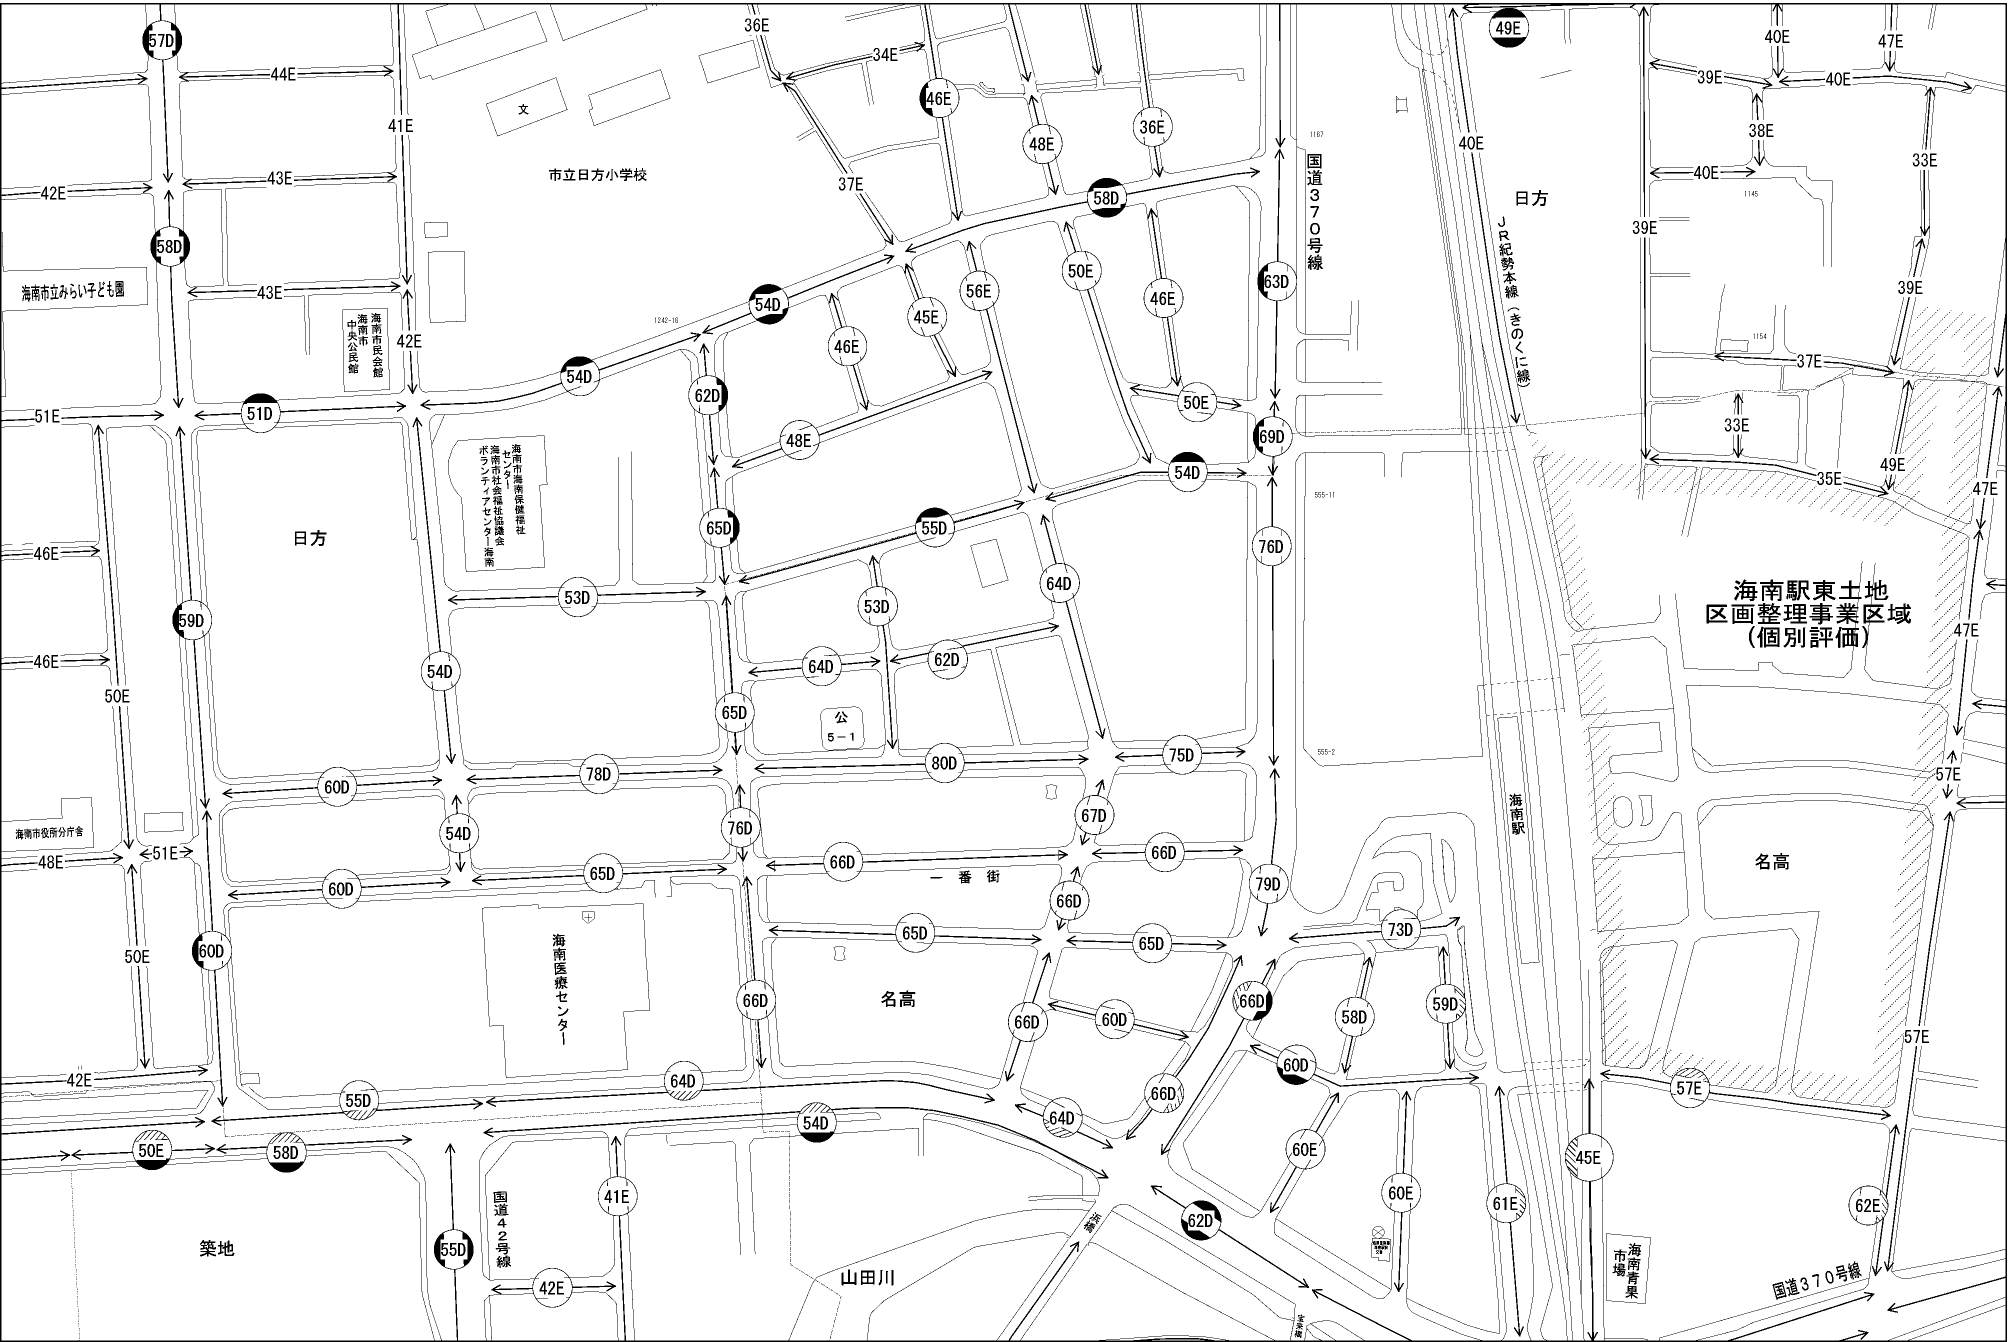 57D
36E
49E
40E
47E
44E
34E
39E
40E
46E
41E
文
1167
36E
38E
48E
40E
33E
42E
43E
市立日方小学校
37E
58D
国道370号線
日方
40E
1145
58D
JR紀勢本線(きのくに線)
39E
海南市立みらい子ども園
43E
54D
56E
50E
46E
63D
39E
海南市民会館
海南市
中央公民館
1242-16
42E
46E
45E
1154
37E
54D
62D
50E
51E
51D
48E
69D
33E
海南市海南保健福祉
センター
海南市社会福祉協議会
ボランティアセンター海南
54D
49E
35E
47E
555-11
65D
55D
日方
76D
46E
53D
53D
64D
海南駅東土地
区画整理事業区域
(個別評価)
59D
47E
46E
54D
64D
62D
50E
65D
公
5-1
555-2
60D
78D
80D
75D
57E
海南駅
67D
海南市役所分庁舎
54D
76D
48E
51E
60D
65D
66D
66D
名高
一番街
79D
66D
60D
50E
海南医療センター
65D
65D
73D
66D
名高
66D
60D
66D
58D
59D
57E
42E
64D
60D
57E
55D
54D
64D
66D
50E
58D
60E
45E
41E
60E
61E
62E
国道42号線
62D
浜橋
築地
55D
海南青果
市場
42E
山田川
国道370号線
宝来橋